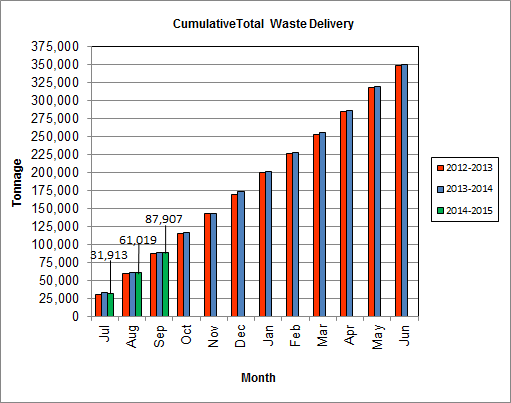 CumulativeTotal Waste Delivery
375,000
350,000
325,000
300,000
275,000
250,000
225,000
200,000
175,000
150,000
125,000
100,000
75,000
50,000
25,000
0
Tonnage
31,913
61,019
87,907
Jul
Aug
Sep
Oct
Nov
Dec
Jan
Feb
Mar
Apr
May
Jun
Month
2012-2013
2013-2014
2014-2015